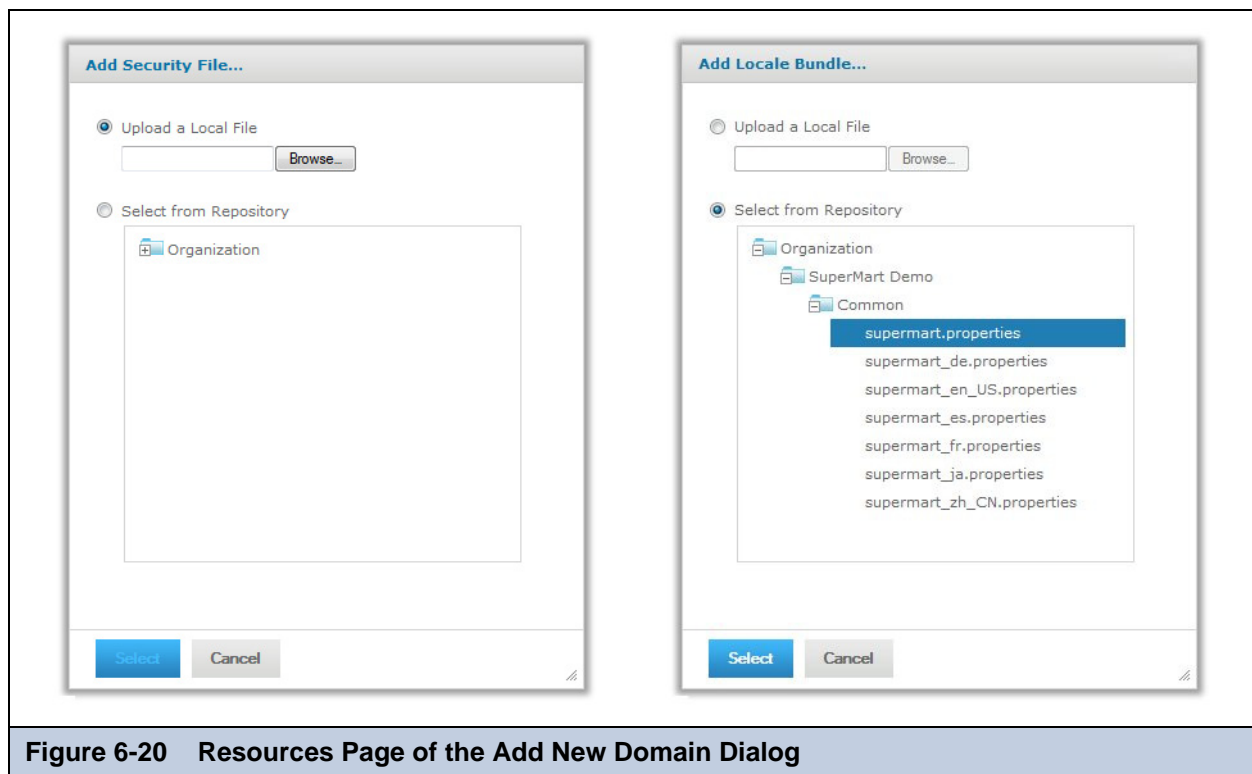 Add Security File...
Upload a Local File
Browse...
Select from Repository
Organization
Select
Cancel
Add Locale Bundle...
Upload a Local File
Browse...
Select from Repository
Organization
SuperMart Demo
Common
supermart.properties
supermart_de.properties
supermart_en_US.properties
supermart_es.properties
supermart_fr.properties
supermart_ja.properties
supermart_zh_CN.properties
Select
Cancel
Figure 6-20 Resources Page of the Add New Domain Dialog